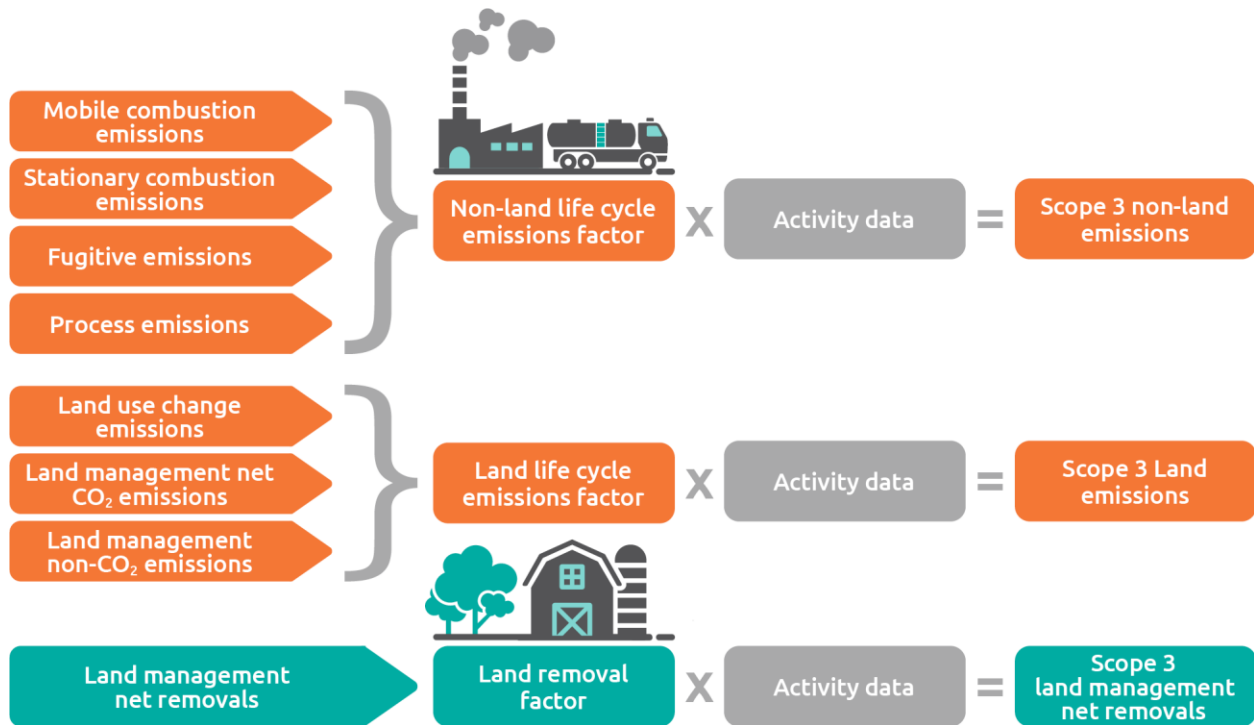 Mobile combustion
emissions
Stationary combustion
emissions
Fugitive emissions
Process emissions
Non-land life cycle
emissions factor
X
Activity data
=
Scope 3 non-land
emissions
Land use change
emissions
Land management net
CO₂ emissions
Land management
non-CO₂ emissions
Land life cycle
emissions factor
X
Activity data
=
Scope 3 Land
emissions
Land management
net removals
Land removal
factor
X
Activity data
=
Scope 3
land management
net removals